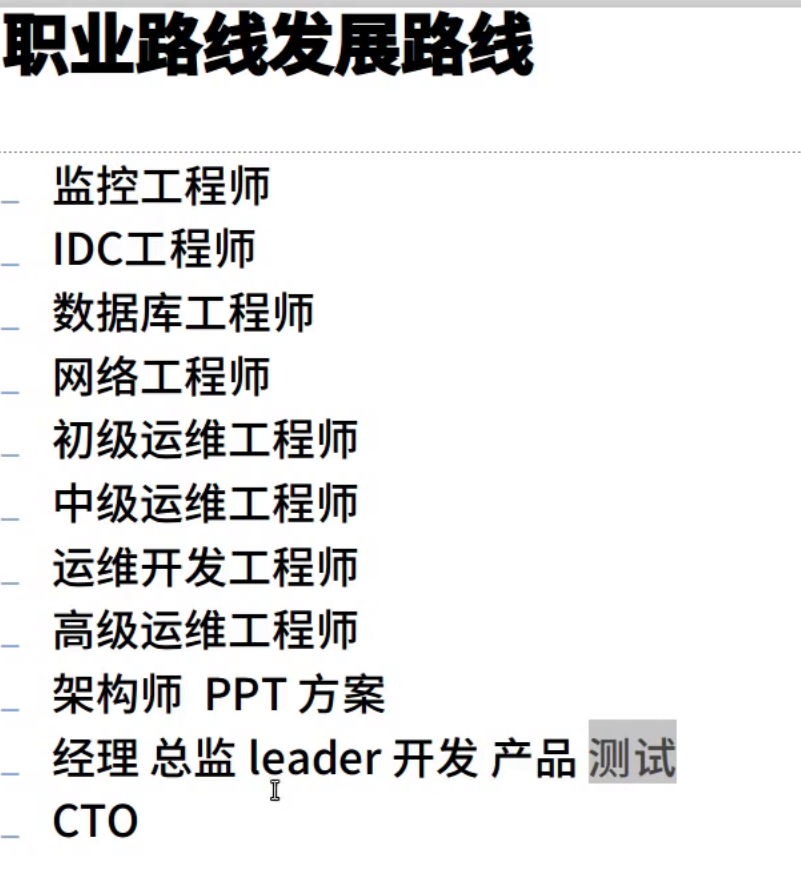 职业路线发展路线
监控工程师
IDC工程师
数据库工程师
网络工程师
初级运维工程师
中级运维工程师
运维开发工程师
高级运维工程师
架构师 PPT 方案
经理 总监 leader 开发 产品 测试
CTO